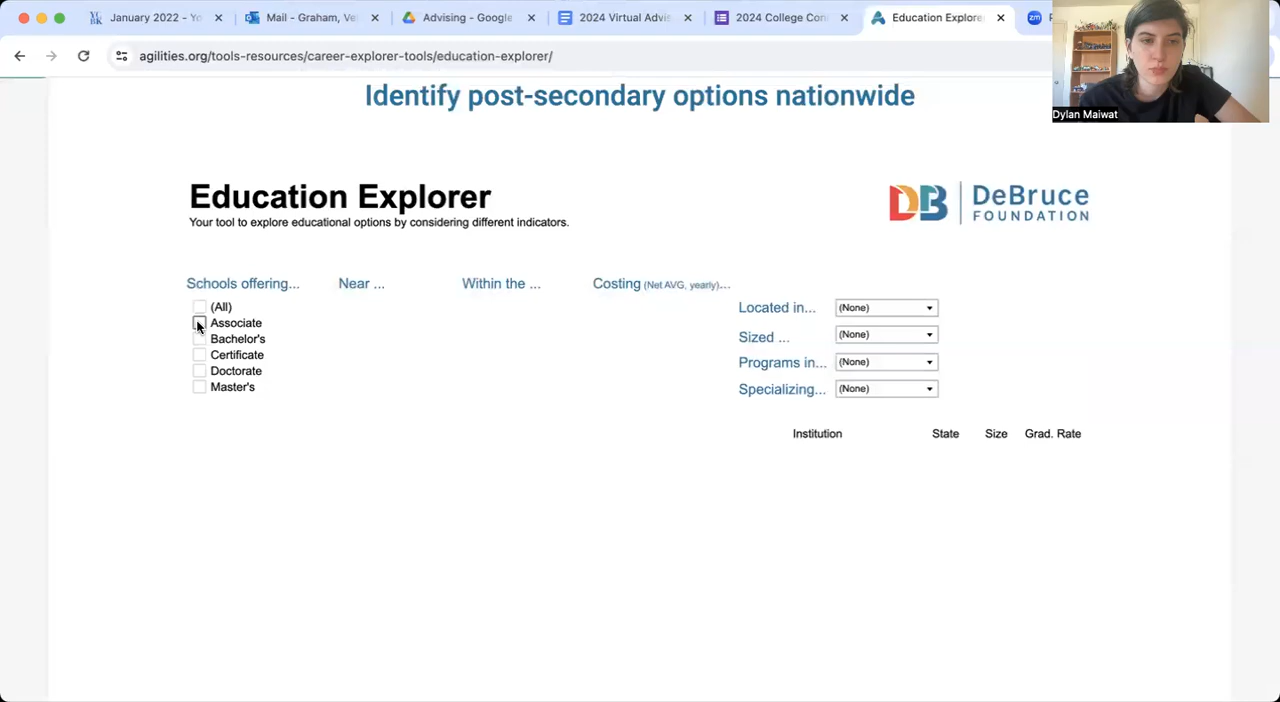 January 2022 - Yo
Mail - Graham, Ve
Advising - Google
2024 Virtual Advis
2024 College Con
Education Explore
agilities.org/tools-resources/career-explorer-tools/education-explorer/
Dylan Maiwat
Identify post-secondary options nationwide
Education Explorer
Your tool to explore educational options by considering different indicators.
DB DeBruce
FOUNDATION
Schools offering...
(All)
Associate
Bachelor's
Certificate
Doctorate
Master's
Near ...
Within the ...
Costing (Net AVG, yearly)...
Located in... (None)
Sized ... (None)
Programs in... (None)
Specializing... (None)
Institution State Size Grad. Rate